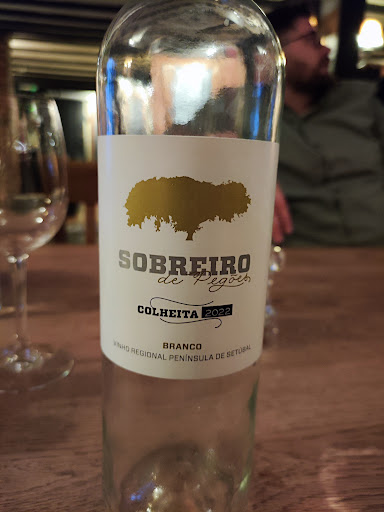 SOBREIRO
de Pegões
COLHEITA 2022
BRANCO
VINHO REGIONAL PENÍNSULA DE SETÚBAL